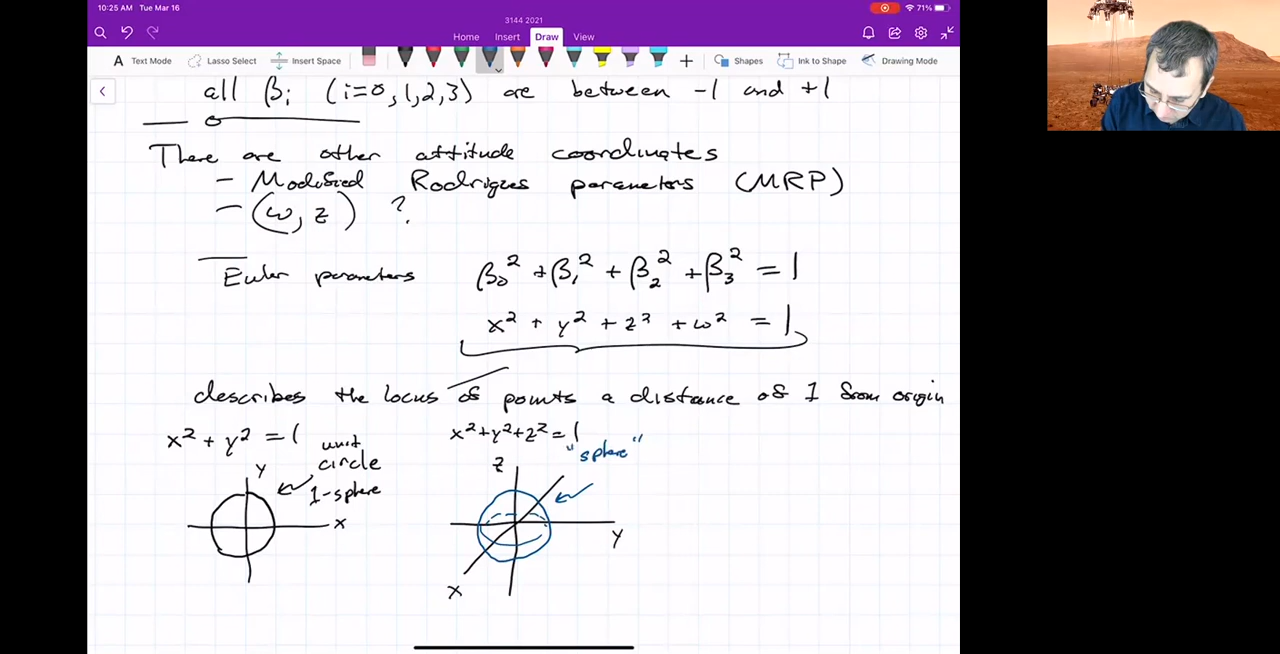 10:25 AM Tue Mar 16
71%
3144 2021
Home Insert Draw View
Text Mode Lasso Select Insert Space Shapes Ink to Shape Drawing Mode
all βi (i=0,1,2,3) are between -1 and +1
There are other attitude coordinates
- Modified Rodrigues parameters (MRP)
- (w, z) ?
Euler parameters β₀² + β₁² + β₂² + β₃² = 1
x² + y² + z² + w² = 1
describes the locus of points a distance of 1 from origin
x² + y² = 1
unit
circle
1-sphere
y
x
x² + y² + z² = 1
"sphere"
z
y
x